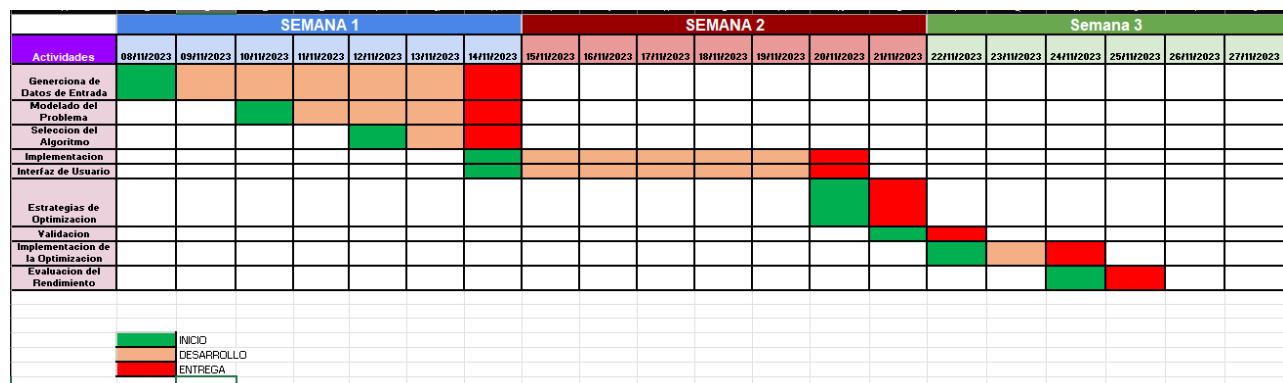 SEMANA 1 SEMANA 2 Semana 3
Actividades 08/11/2023 09/11/2023 10/11/2023 11/11/2023 12/11/2023 13/11/2023 14/11/2023 15/11/2023 16/11/2023 17/11/2023 18/11/2023 19/11/2023 20/11/2023 21/11/2023 22/11/2023 23/11/2023 24/11/2023 25/11/2023 26/11/2023 27/11/2023
Generciona de
Datos de Entrada
Modelado del
Problema
Seleccion del
Algoritmo
Implementacion
Interfaz de Usuario
Estrategias de
Optimizacion
Validacion
Implementacion de
la Optimizacion
Evaluacion del
Rendimiento
INICIO
DESARROLLO
ENTREGA